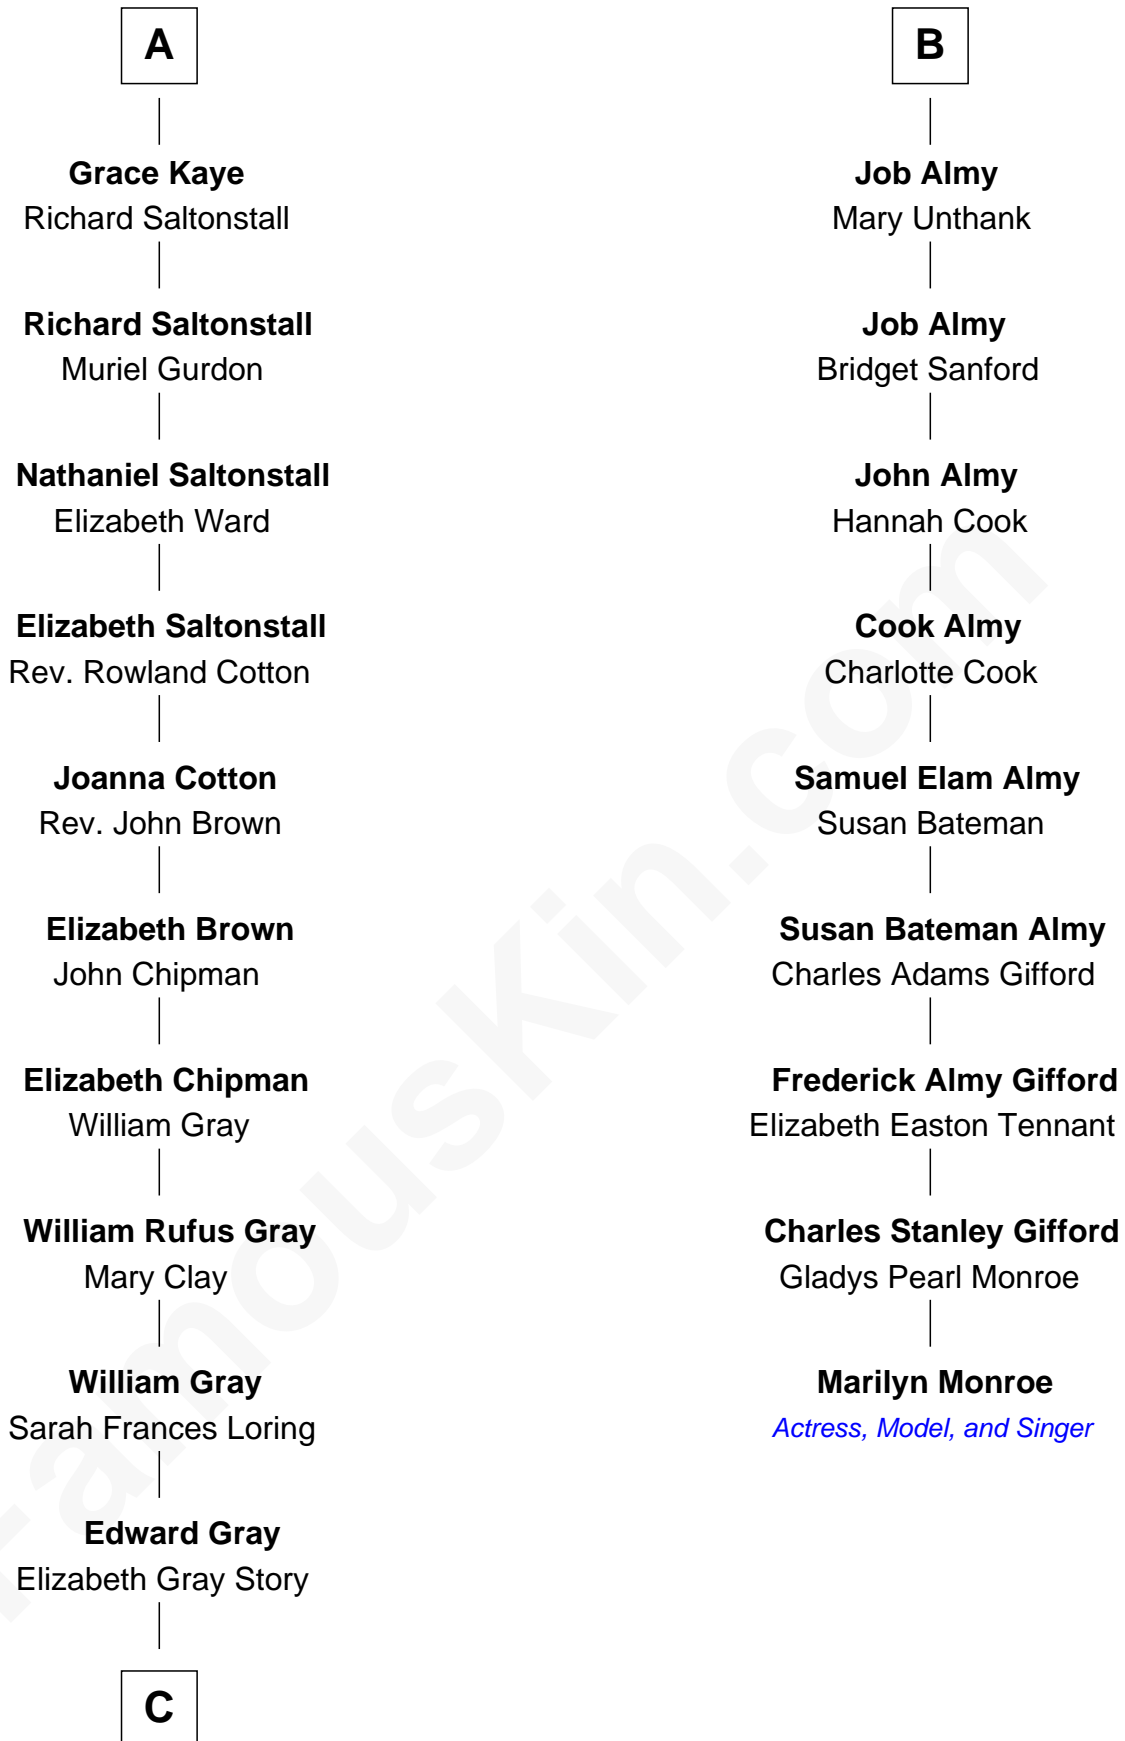 A
Grace Kaye
Richard Saltonstall
Richard Saltonstall
Muriel Gurdon
Nathaniel Saltonstall
Elizabeth Ward
Elizabeth Saltonstall
Rev. Rowland Cotton
Joanna Cotton
Rev. John Brown
Elizabeth Brown
John Chipman
Elizabeth Chipman
William Gray
William Rufus Gray
Mary Clay
William Gray
Sarah Frances Loring
Edward Gray
Elizabeth Gray Story
C
B
Job Almy
Mary Unthank
Job Almy
Bridget Sanford
John Almy
Hannah Cook
Cook Almy
Charlotte Cook
Samuel Elam Almy
Susan Bateman
Susan Bateman Almy
Charles Adams Gifford
Frederick Almy Gifford
Elizabeth Easton Tennant
Charles Stanley Gifford
Gladys Pearl Monroe
Marilyn Monroe
Actress, Model, and Singer
FamousKin.com